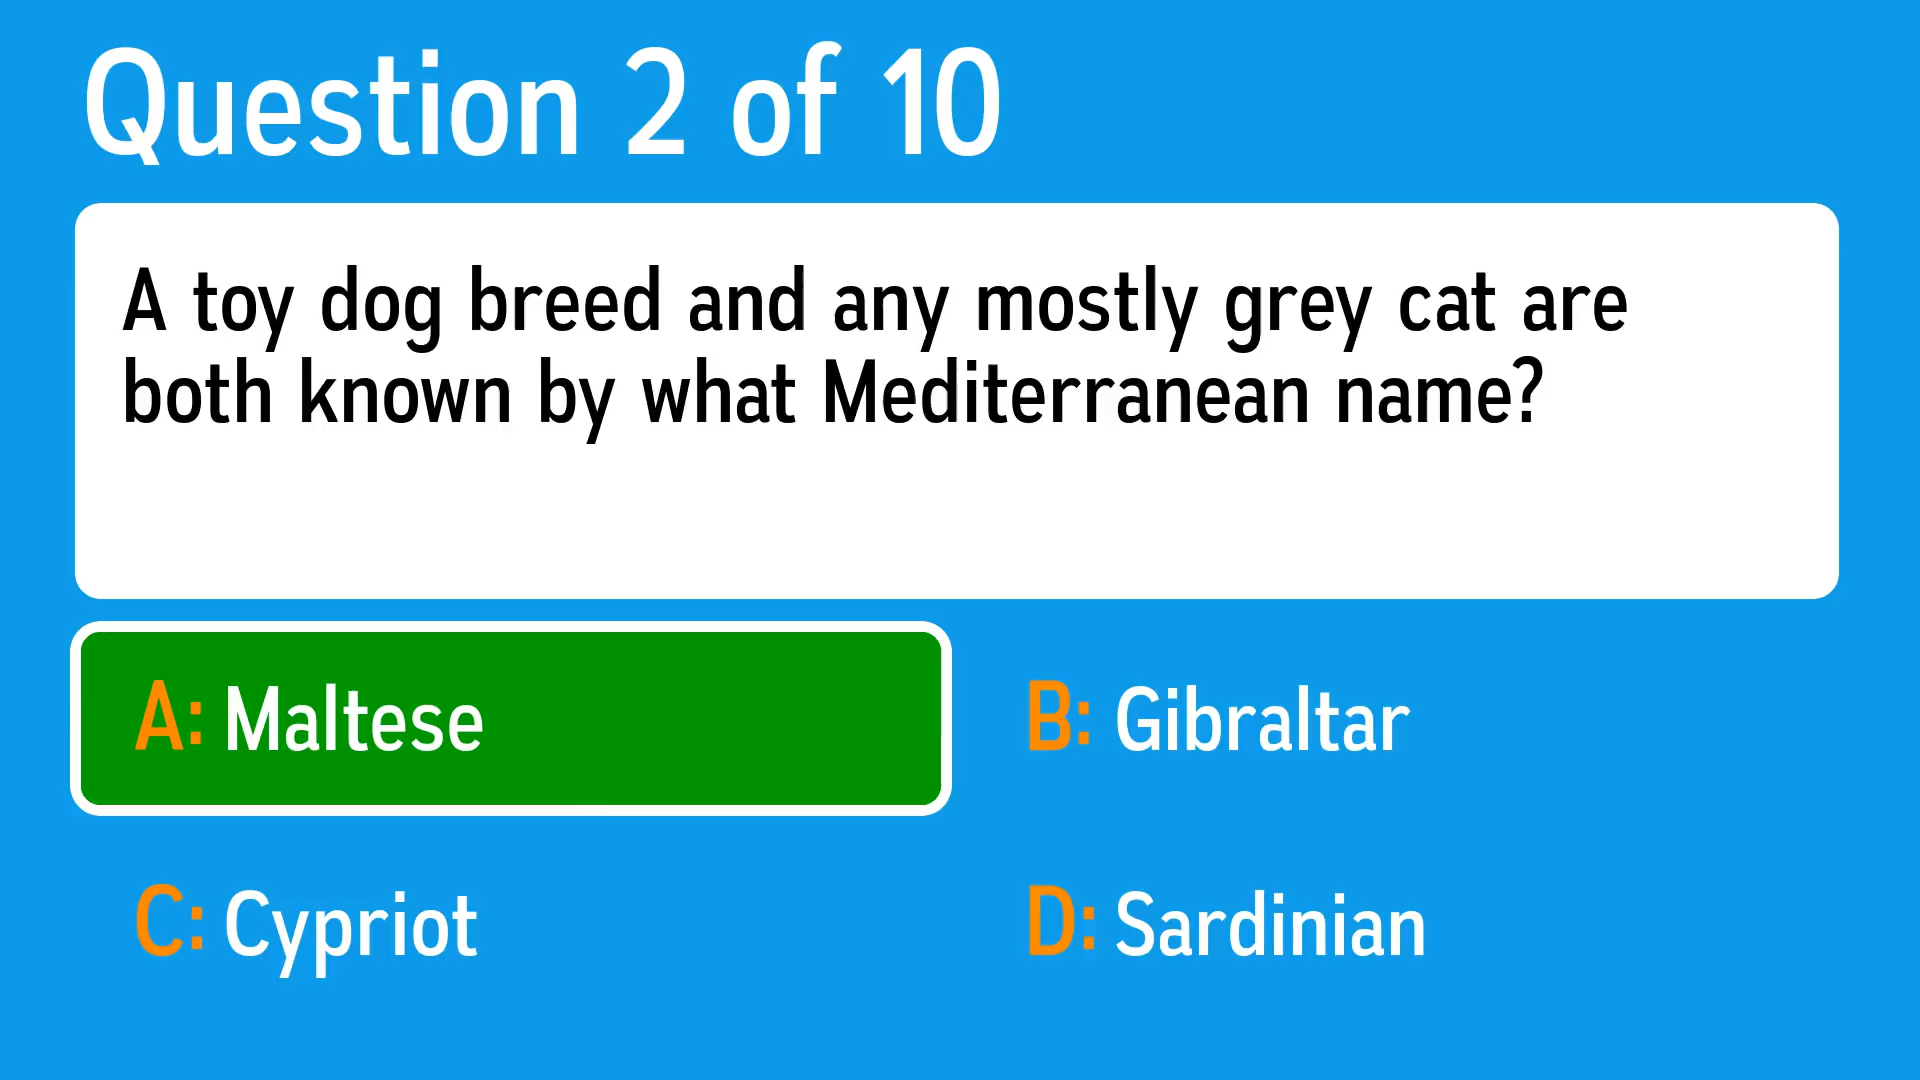 Question 2 of 10
A toy dog breed and any mostly grey cat are
both known by what Mediterranean name?
A: Maltese
B: Gibraltar
C: Cypriot
D: Sardinian